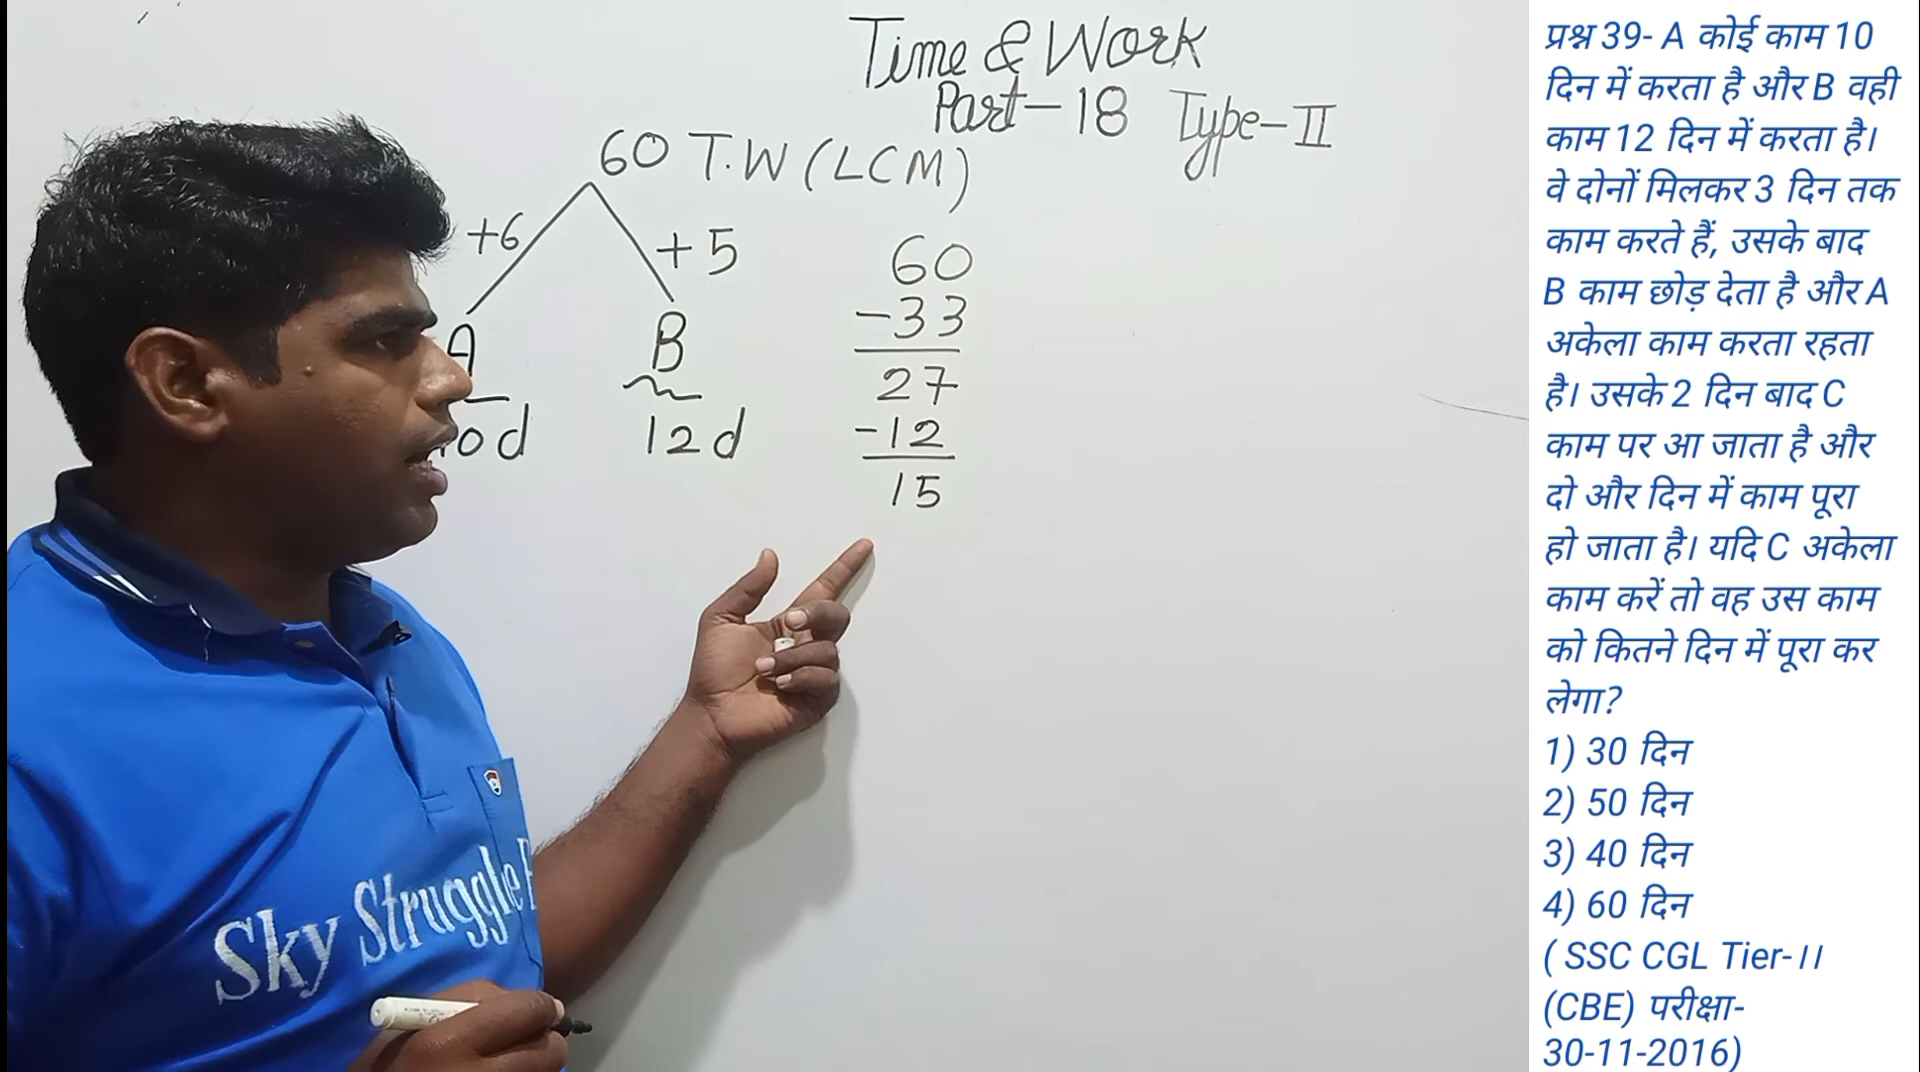 Time & Work
Part-18 Type-II
60 T.W (LCM)
+6 +5
A B
10d 12d
60
-33
27
-12
15
Sky Struggle
प्रश्न 39- A कोई काम 10
दिन में करता है और B वही
काम 12 दिन में करता है।
वे दोनों मिलकर 3 दिन तक
काम करते हैं, उसके बाद
B काम छोड़ देता है और A
अकेला काम करता रहता
है। उसके 2 दिन बाद C
काम पर आ जाता है और
दो और दिन में काम पूरा
हो जाता है। यदि C अकेला
काम करें तो वह उस काम
को कितने दिन में पूरा कर
लेगा?
1) 30 दिन
2) 50 दिन
3) 40 दिन
4) 60 दिन
( SSC CGL Tier-।।
(CBE) परीक्षा-
30-11-2016)